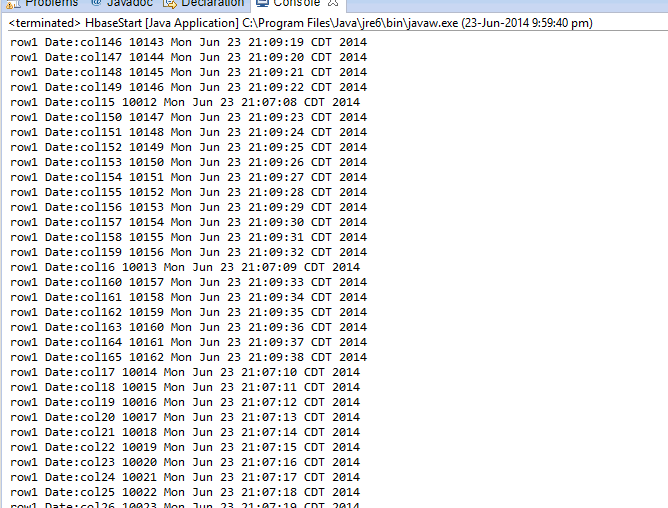 Problems @ Javadoc Declaration Console
<terminated> HbaseStart [Java Application] C:\Program Files\Java\jre6\bin\javaw.exe (23-Jun-2014 9:59:40 pm)
row1 Date:col146 10143 Mon Jun 23 21:09:19 CDT 2014
row1 Date:col147 10144 Mon Jun 23 21:09:20 CDT 2014
row1 Date:col148 10145 Mon Jun 23 21:09:21 CDT 2014
row1 Date:col149 10146 Mon Jun 23 21:09:22 CDT 2014
row1 Date:col15 10012 Mon Jun 23 21:07:08 CDT 2014
row1 Date:col150 10147 Mon Jun 23 21:09:23 CDT 2014
row1 Date:col151 10148 Mon Jun 23 21:09:24 CDT 2014
row1 Date:col152 10149 Mon Jun 23 21:09:25 CDT 2014
row1 Date:col153 10150 Mon Jun 23 21:09:26 CDT 2014
row1 Date:col154 10151 Mon Jun 23 21:09:27 CDT 2014
row1 Date:col155 10152 Mon Jun 23 21:09:28 CDT 2014
row1 Date:col156 10153 Mon Jun 23 21:09:29 CDT 2014
row1 Date:col157 10154 Mon Jun 23 21:09:30 CDT 2014
row1 Date:col158 10155 Mon Jun 23 21:09:31 CDT 2014
row1 Date:col159 10156 Mon Jun 23 21:09:32 CDT 2014
row1 Date:col16 10013 Mon Jun 23 21:07:09 CDT 2014
row1 Date:col160 10157 Mon Jun 23 21:09:33 CDT 2014
row1 Date:col161 10158 Mon Jun 23 21:09:34 CDT 2014
row1 Date:col162 10159 Mon Jun 23 21:09:35 CDT 2014
row1 Date:col163 10160 Mon Jun 23 21:09:36 CDT 2014
row1 Date:col164 10161 Mon Jun 23 21:09:37 CDT 2014
row1 Date:col165 10162 Mon Jun 23 21:09:38 CDT 2014
row1 Date:col17 10014 Mon Jun 23 21:07:10 CDT 2014
row1 Date:col18 10015 Mon Jun 23 21:07:11 CDT 2014
row1 Date:col19 10016 Mon Jun 23 21:07:12 CDT 2014
row1 Date:col20 10017 Mon Jun 23 21:07:13 CDT 2014
row1 Date:col21 10018 Mon Jun 23 21:07:14 CDT 2014
row1 Date:col22 10019 Mon Jun 23 21:07:15 CDT 2014
row1 Date:col23 10020 Mon Jun 23 21:07:16 CDT 2014
row1 Date:col24 10021 Mon Jun 23 21:07:17 CDT 2014
row1 Date:col25 10022 Mon Jun 23 21:07:18 CDT 2014
row1 Date:col26 10023 Mon Jun 23 21:07:19 CDT 2014